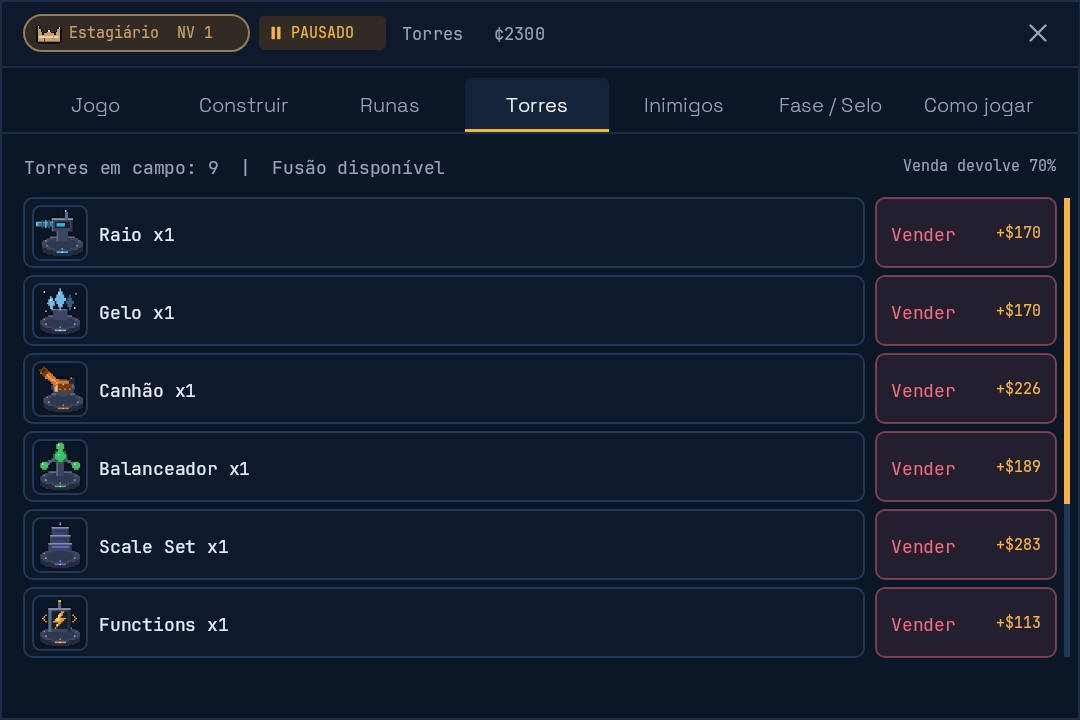 Estagiário NV 1 PAUSADO Torres ₵2300
Jogo Construir Runas Torres Inimigos Fase / Selo Como jogar
Torres em campo: 9 | Fusão disponível Venda devolve 70%
Raio x1 Vender +$170
Gelo x1 Vender +$170
Canhão x1 Vender +$226
Balanceador x1 Vender +$189
Scale Set x1 Vender +$283
Functions x1 Vender +$113